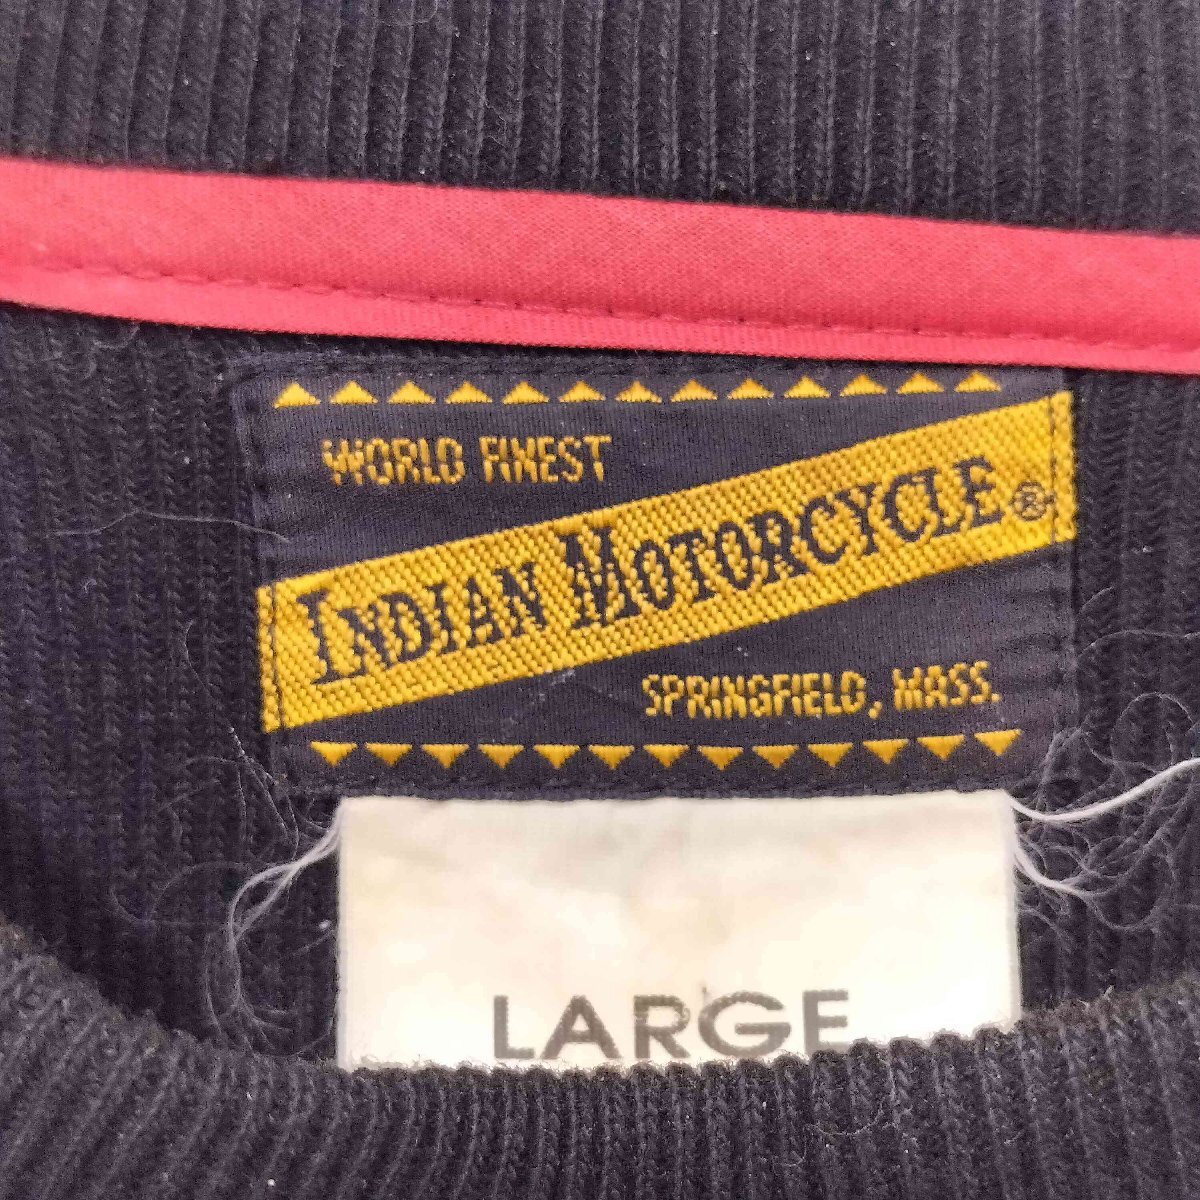 WORLD FINEST
INDIAN MOTORCYCLE®
SPRINGFIELD, MASS.
LARGE